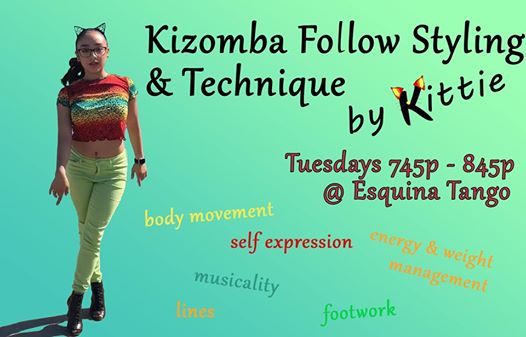 Kizomba Follow Styling
& Technique
by Kittie
Tuesdays 745p - 845p
@ Esquina Tango
body movement
self expression
energy & weight
management
musicality
lines
footwork